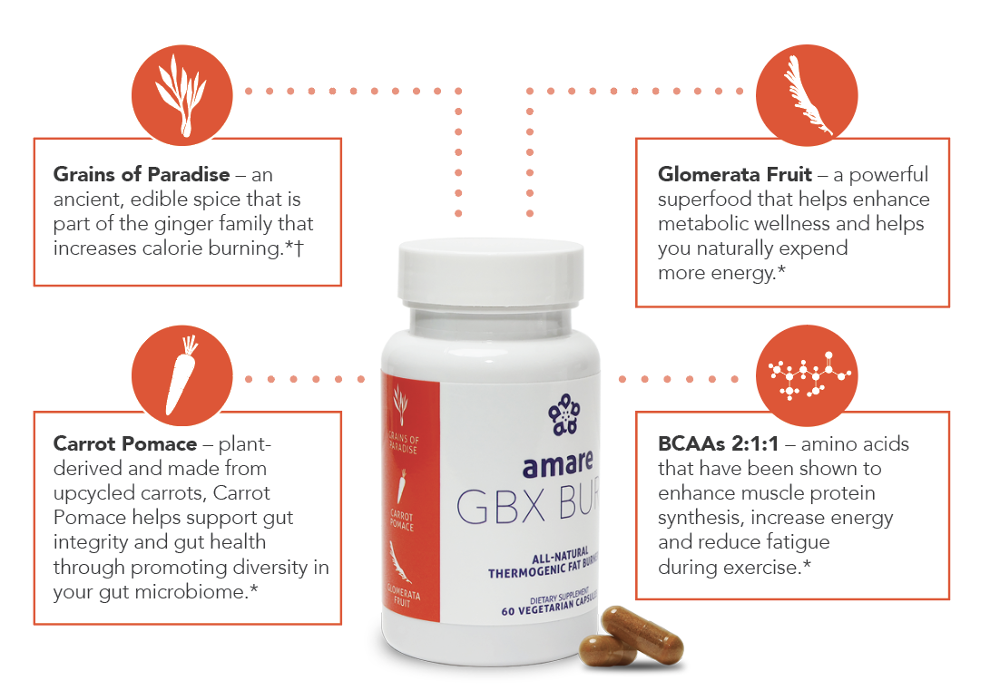 Grains of Paradise – an
ancient, edible spice that is
part of the ginger family that
increases calorie burning.*†
Glomerata Fruit – a powerful
superfood that helps enhance
metabolic wellness and helps
you naturally expend
more energy.*
Carrot Pomace – plant-
derived and made from
upcycled carrots, Carrot
Pomace helps support gut
integrity and gut health
through promoting diversity in
your gut microbiome.*
BCAAs 2:1:1 – amino acids
that have been shown to
enhance muscle protein
synthesis, increase energy
and reduce fatigue
during exercise.*
GRAINS OF
PARADISE
CARROT
POMACE
GLOMERATA
FRUIT
amare
GBX BUR
ALL-NATURAL
THERMOGENIC FAT BURNE
DIETARY SUPPLEMENT
60 VEGETARIAN CAPSULES